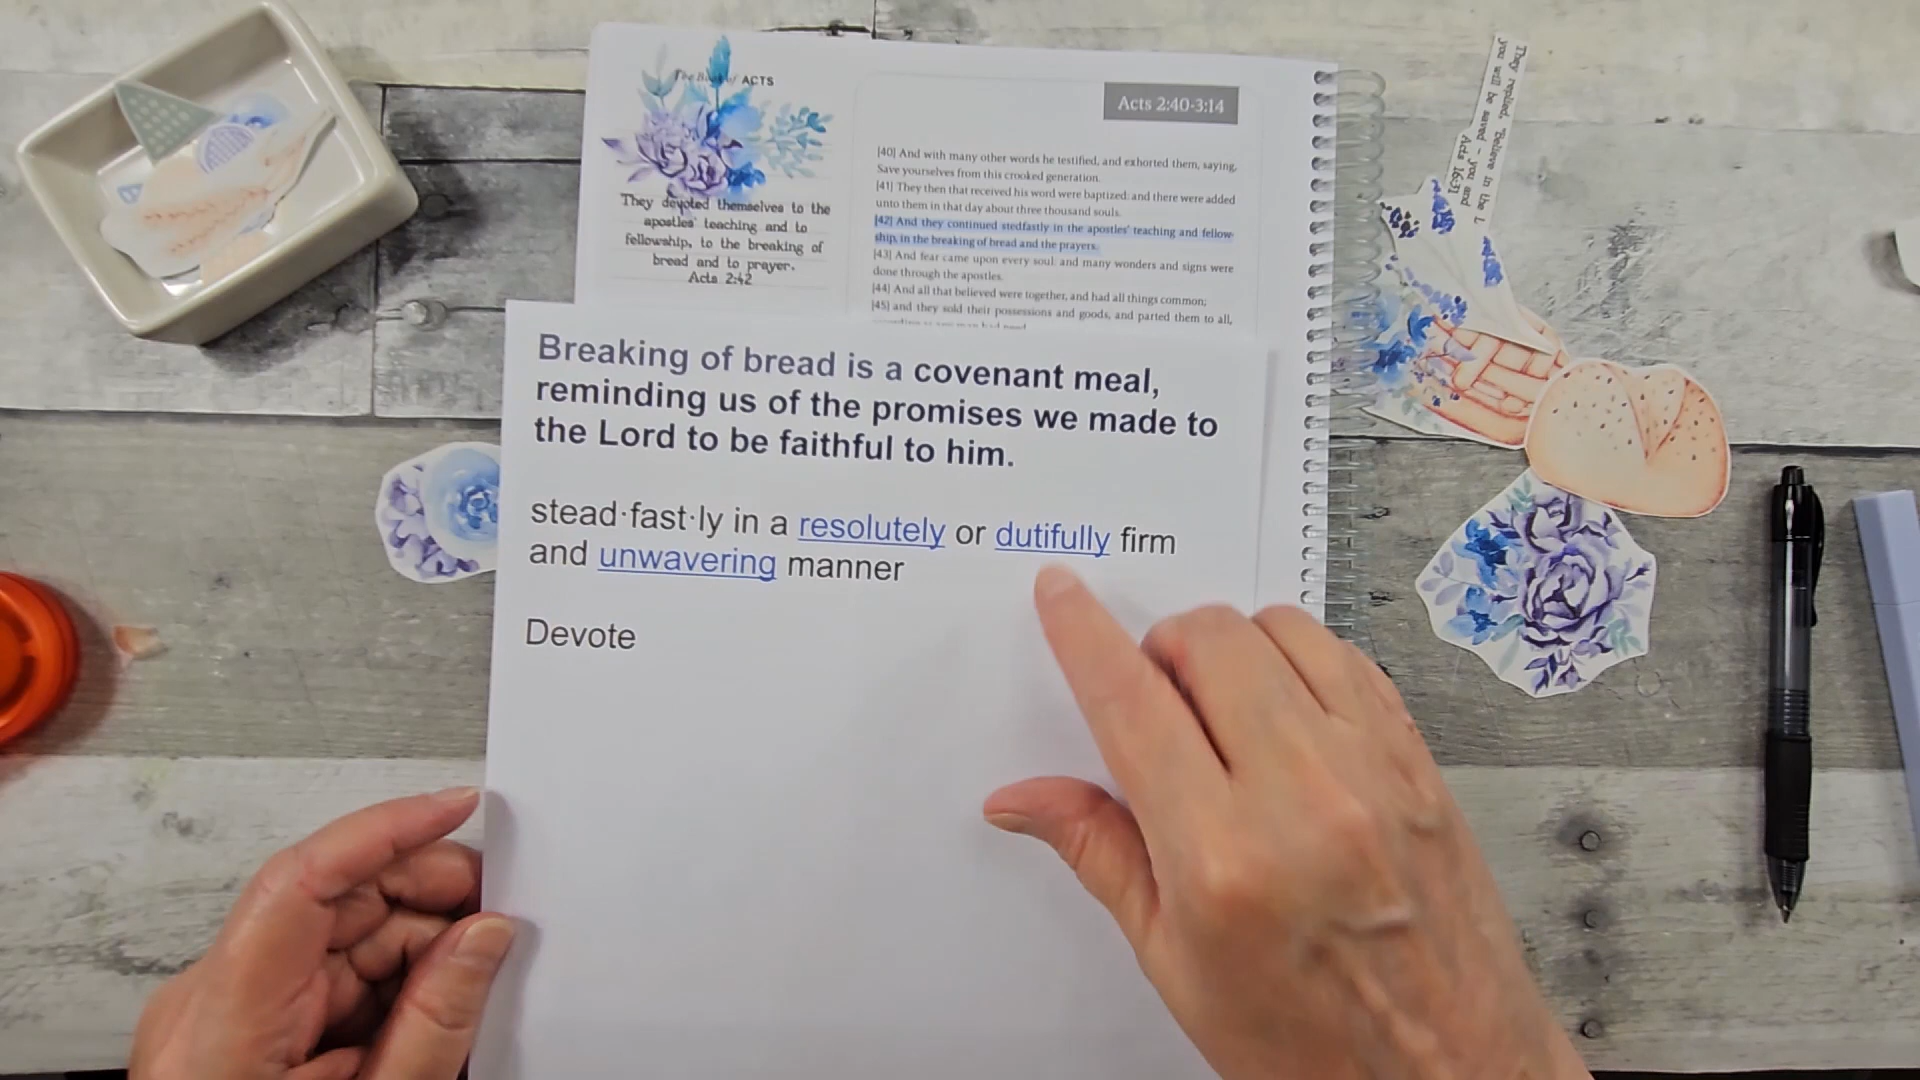 The Book of ACTS
They devoted themselves to the
apostles' teaching and to
fellowship, to the breaking of
bread and to prayer.
Acts 2:42
Acts 2:40-3:14
[40] And with many other words he testified, and exhorted them, saying,
Save yourselves from this crooked generation.
[41] They then that received his word were baptized: and there were added
unto them in that day about three thousand souls.
[42] And they continued stedfastly in the apostles' teaching and fellow-
ship, in the breaking of bread and the prayers.
[43] And fear came upon every soul: and many wonders and signs were
done through the apostles.
[44] And all that believed were together, and had all things common;
[45] and they sold their possessions and goods, and parted them to all,
Breaking of bread is a covenant meal,
reminding us of the promises we made to
the Lord to be faithful to him.
stead·fast·ly in a resolutely or dutifully firm
and unwavering manner
Devote
They replied, "Believe in the L
you will be saved - you and
Acts 16:31